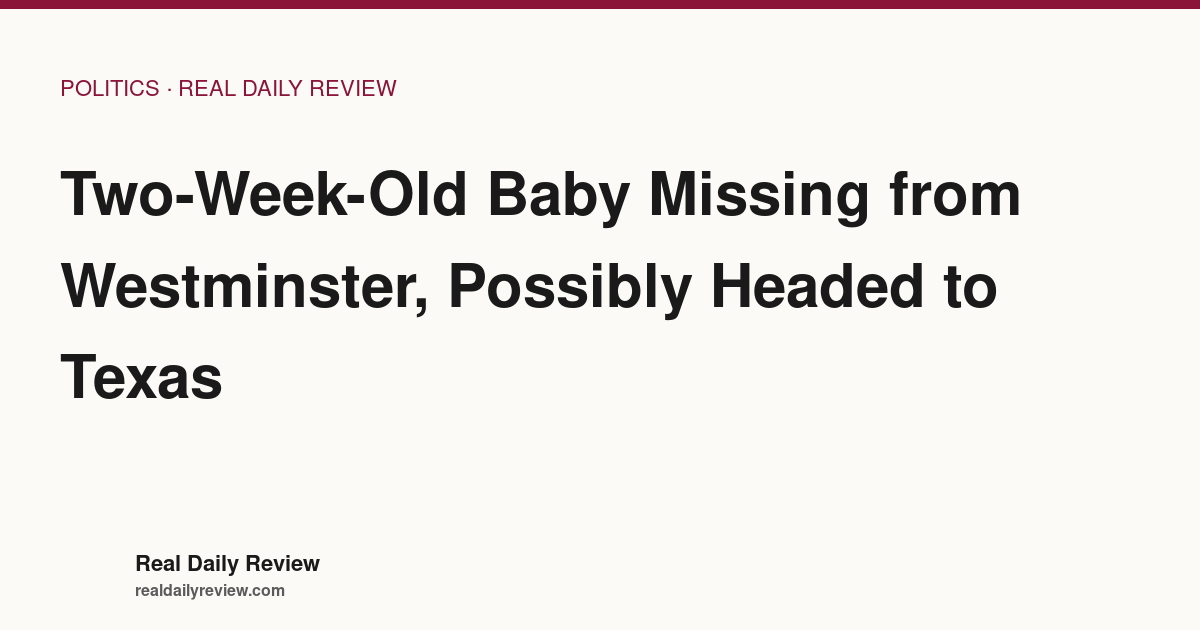 POLITICS · REAL DAILY REVIEW
Two-Week-Old Baby Missing from
Westminster, Possibly Headed to
Texas
Real Daily Review
realdailyreview.com